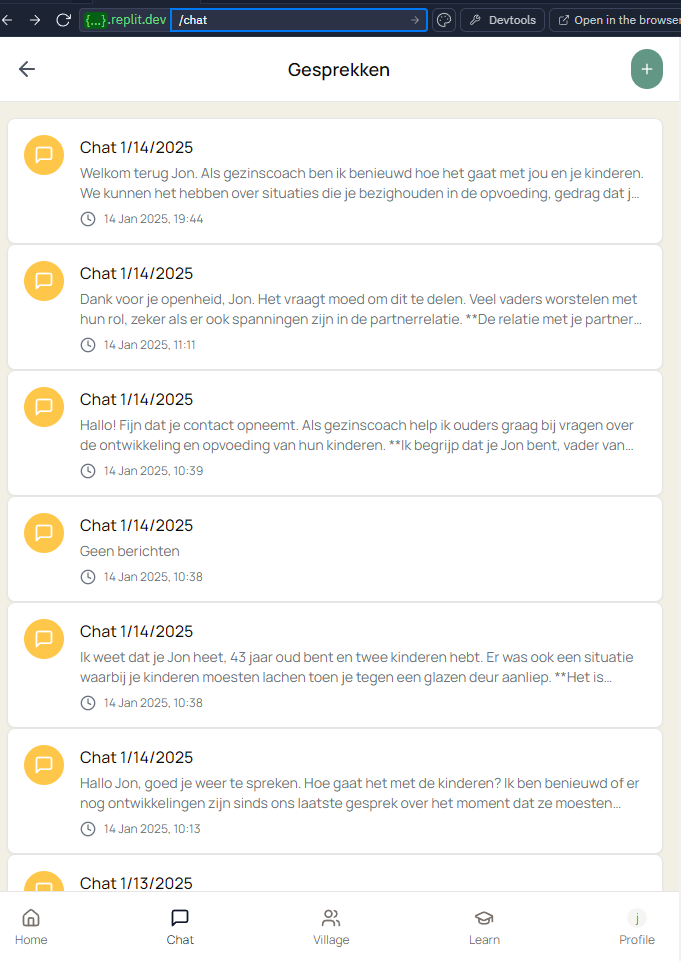 {...}.replit.dev /chat Devtools Open in the browser
Gesprekken
Chat 1/14/2025
Welkom terug Jon. Als gezinscoach ben ik benieuwd hoe het gaat met jou en je kinderen.
We kunnen het hebben over situaties die je bezighouden in de opvoeding, gedrag dat j...
14 Jan 2025, 19:44
Chat 1/14/2025
Dank voor je openheid, Jon. Het vraagt moed om dit te delen. Veel vaders worstelen met
hun rol, zeker als er ook spanningen zijn in de partnerrelatie. **De relatie met je partner...
14 Jan 2025, 11:11
Chat 1/14/2025
Hallo! Fijn dat je contact opneemt. Als gezinscoach help ik ouders graag bij vragen over
de ontwikkeling en opvoeding van hun kinderen. **Ik begrijp dat je Jon bent, vader van...
14 Jan 2025, 10:39
Chat 1/14/2025
Geen berichten
14 Jan 2025, 10:38
Chat 1/14/2025
Ik weet dat je Jon heet, 43 jaar oud bent en twee kinderen hebt. Er was ook een situatie
waarbij je kinderen moesten lachen toen je tegen een glazen deur aanliep. **Het is...
14 Jan 2025, 10:38
Chat 1/14/2025
Hallo Jon, goed je weer te spreken. Hoe gaat het met de kinderen? Ik ben benieuwd of er
nog ontwikkelingen zijn sinds ons laatste gesprek over het moment dat ze moesten...
14 Jan 2025, 10:13
Chat 1/13/2025
j
Home Chat Village Learn Profile